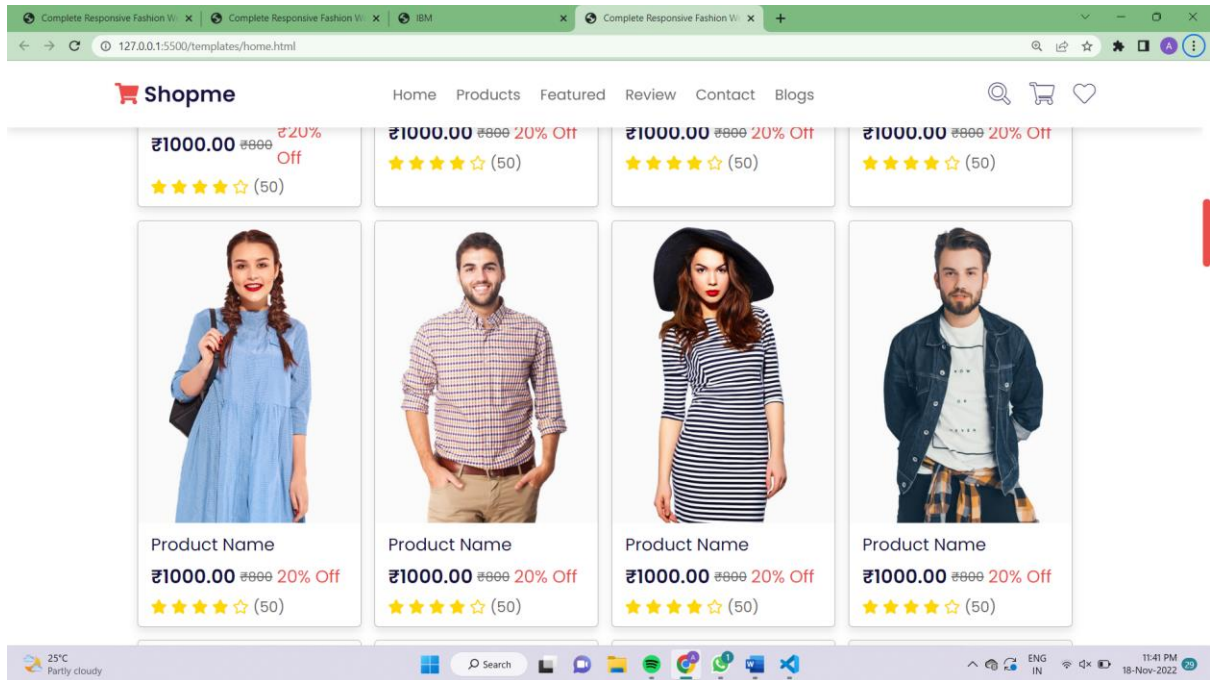 Complete Responsive Fashion W
Complete Responsive Fashion W
IBM
Complete Responsive Fashion W
127.0.0.1:5500/templates/home.html
A
Shopme
Home Products Featured Review Contact Blogs
₹1000.00 ₹800 ₹20% Off
₹1000.00 ₹800 20% Off
₹1000.00 ₹800 20% Off
₹1000.00 ₹800 20% Off
(50)
(50)
(50)
(50)
Product Name
Product Name
Product Name
Product Name
₹1000.00 ₹800 20% Off
₹1000.00 ₹800 20% Off
₹1000.00 ₹800 20% Off
₹1000.00 ₹800 20% Off
(50)
(50)
(50)
(50)
25°C
Partly cloudy
Search
ENG
IN
11:41 PM
18-Nov-2022
29